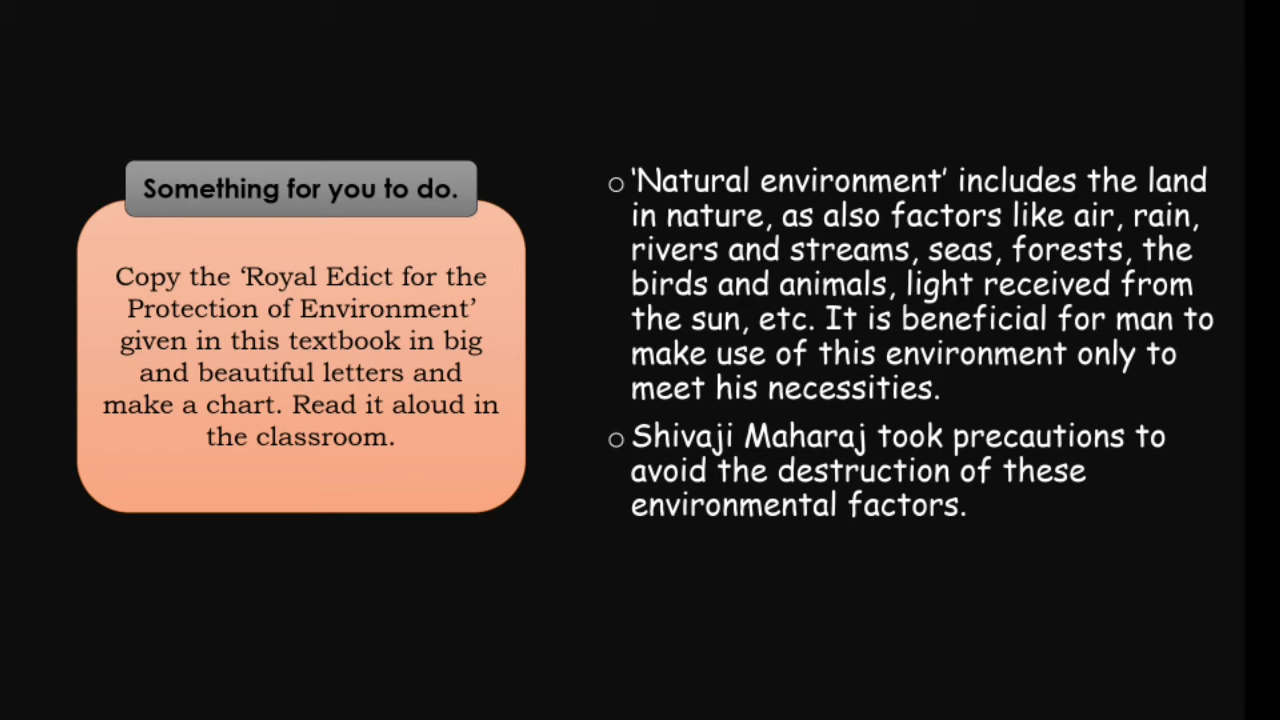 Something for you to do.
Copy the ‘Royal Edict for the
Protection of Environment’
given in this textbook in big
and beautiful letters and
make a chart. Read it aloud in
the classroom.
‘Natural environment’ includes the land
in nature, as also factors like air, rain,
rivers and streams, seas, forests, the
birds and animals, light received from
the sun, etc. It is beneficial for man to
make use of this environment only to
meet his necessities.
Shivaji Maharaj took precautions to
avoid the destruction of these
environmental factors.